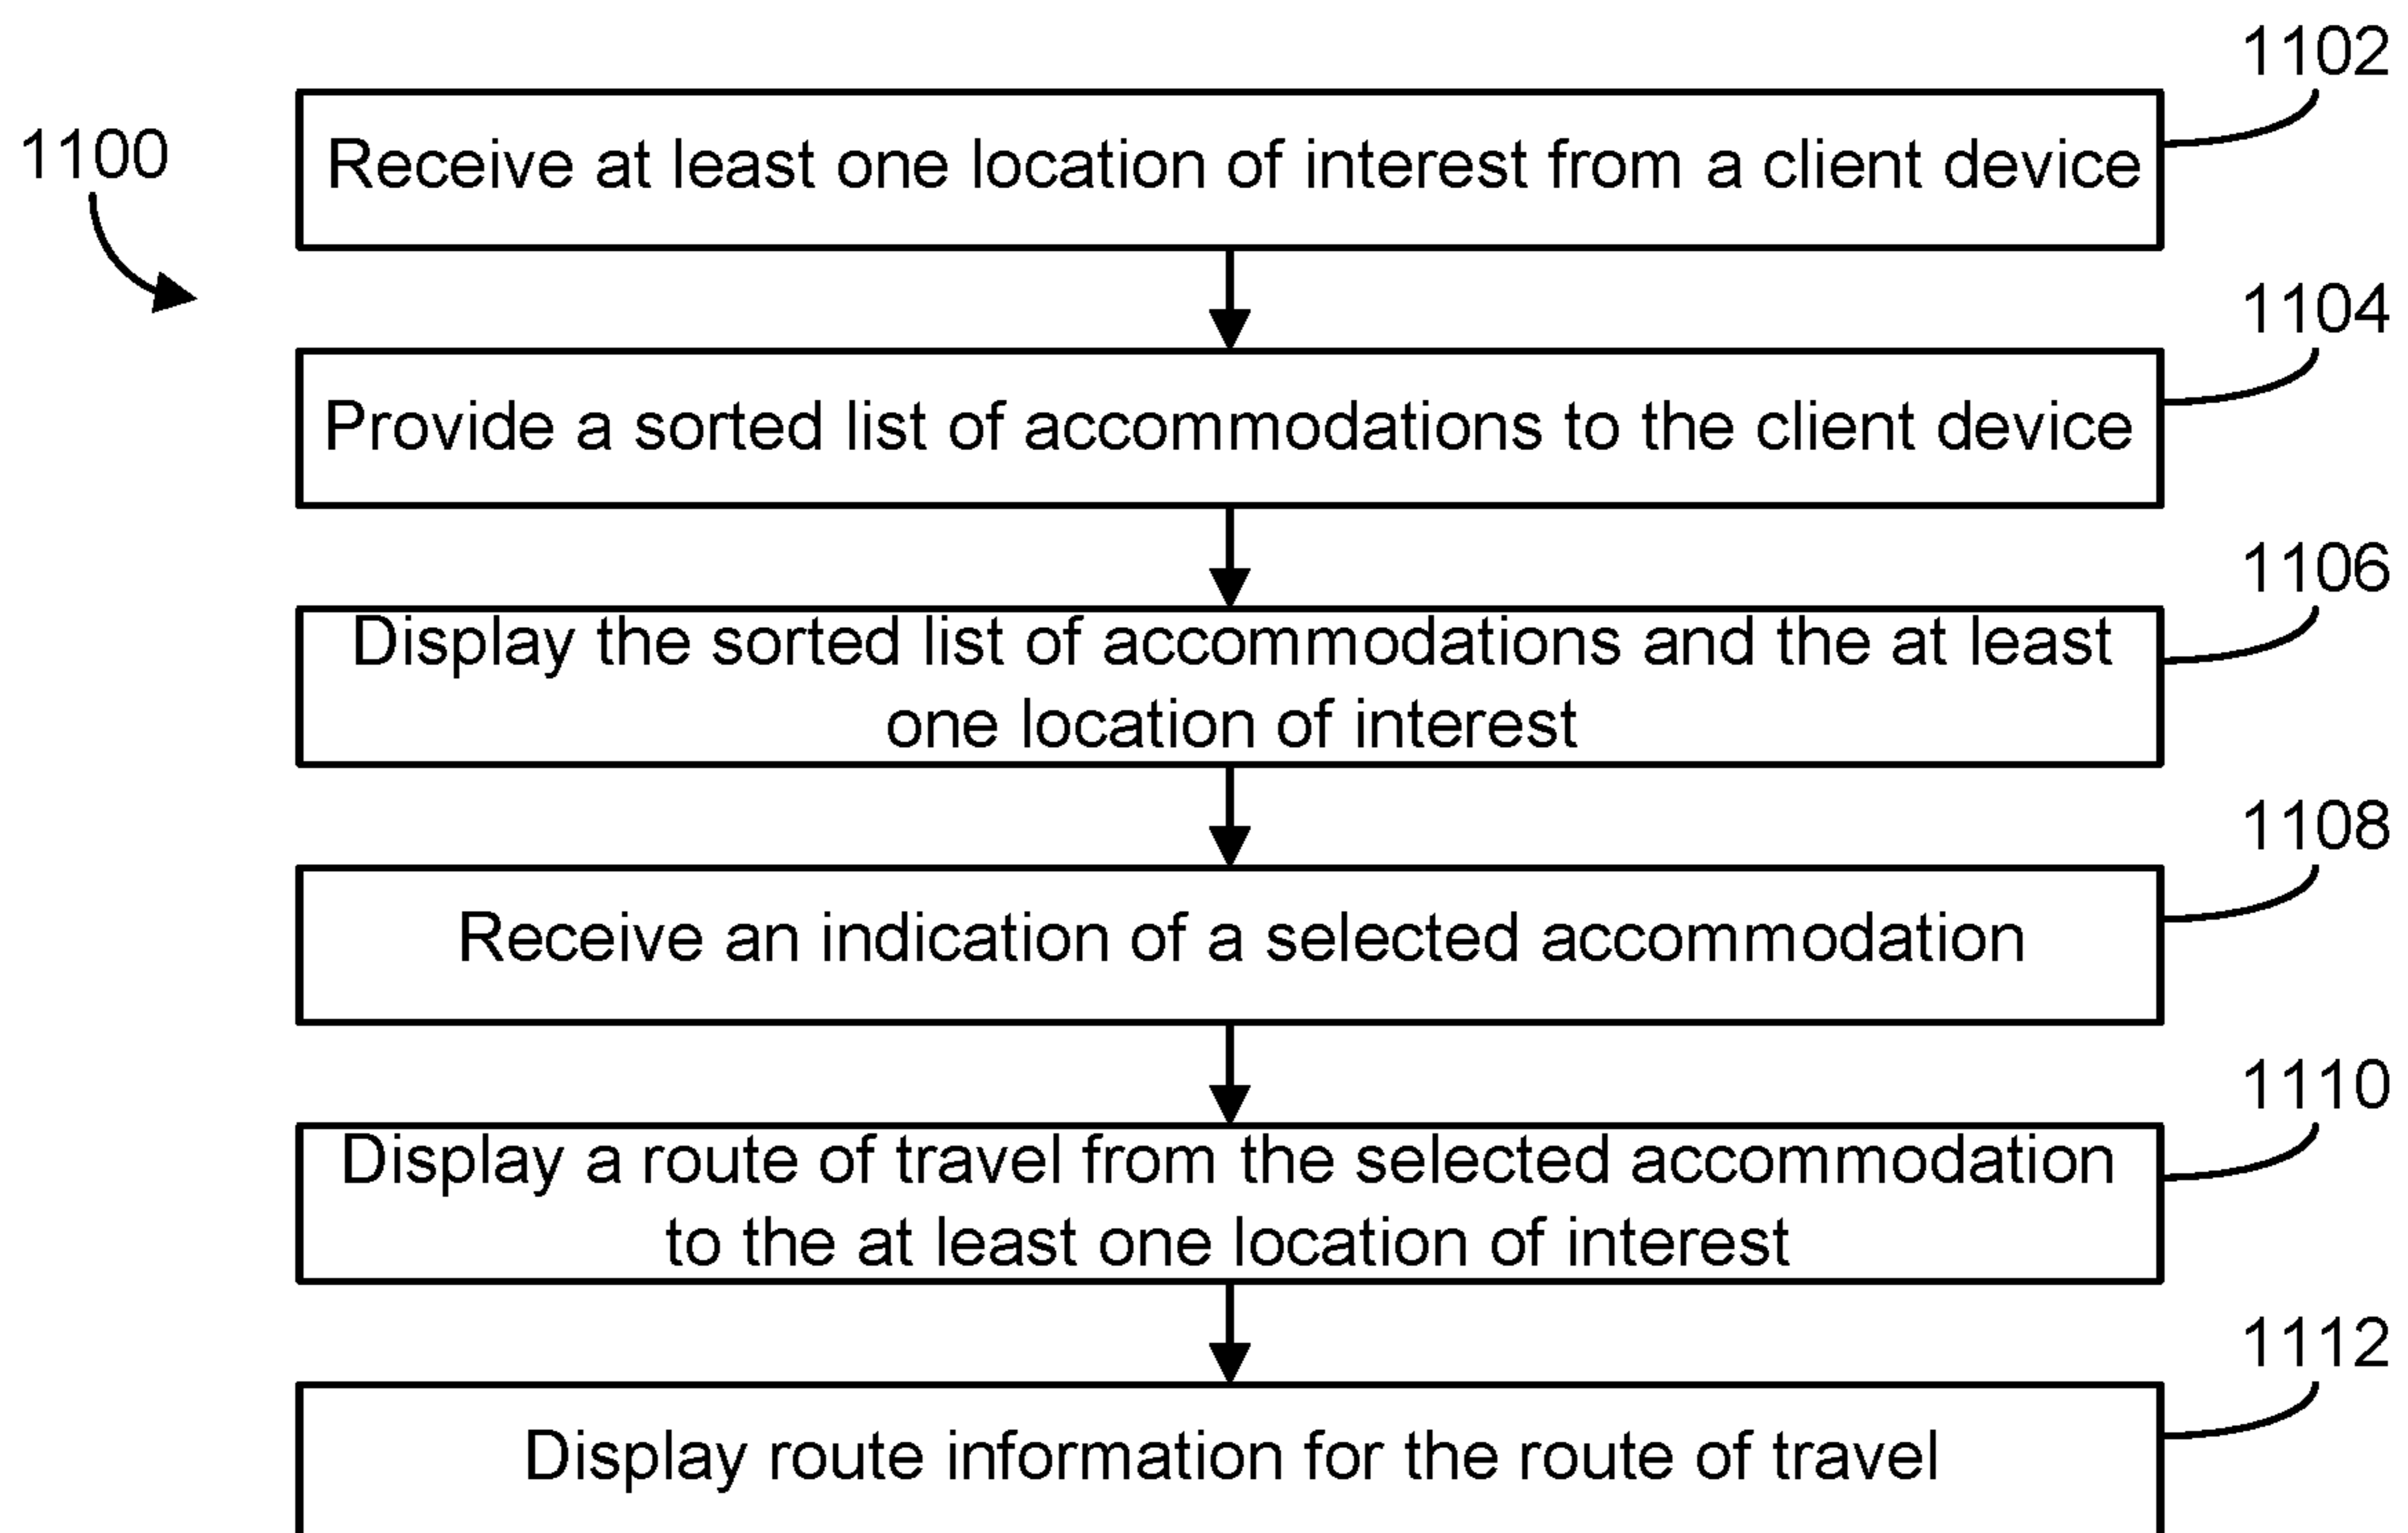 1102
1100
Receive at least one location of interest from a client device
1104
Provide a sorted list of accommodations to the client device
1106
Display the sorted list of accommodations and the at least
one location of interest
1108
Receive an indication of a selected accommodation
1110
Display a route of travel from the selected accommodation
to the at least one location of interest
1112
Display route information for the route of travel